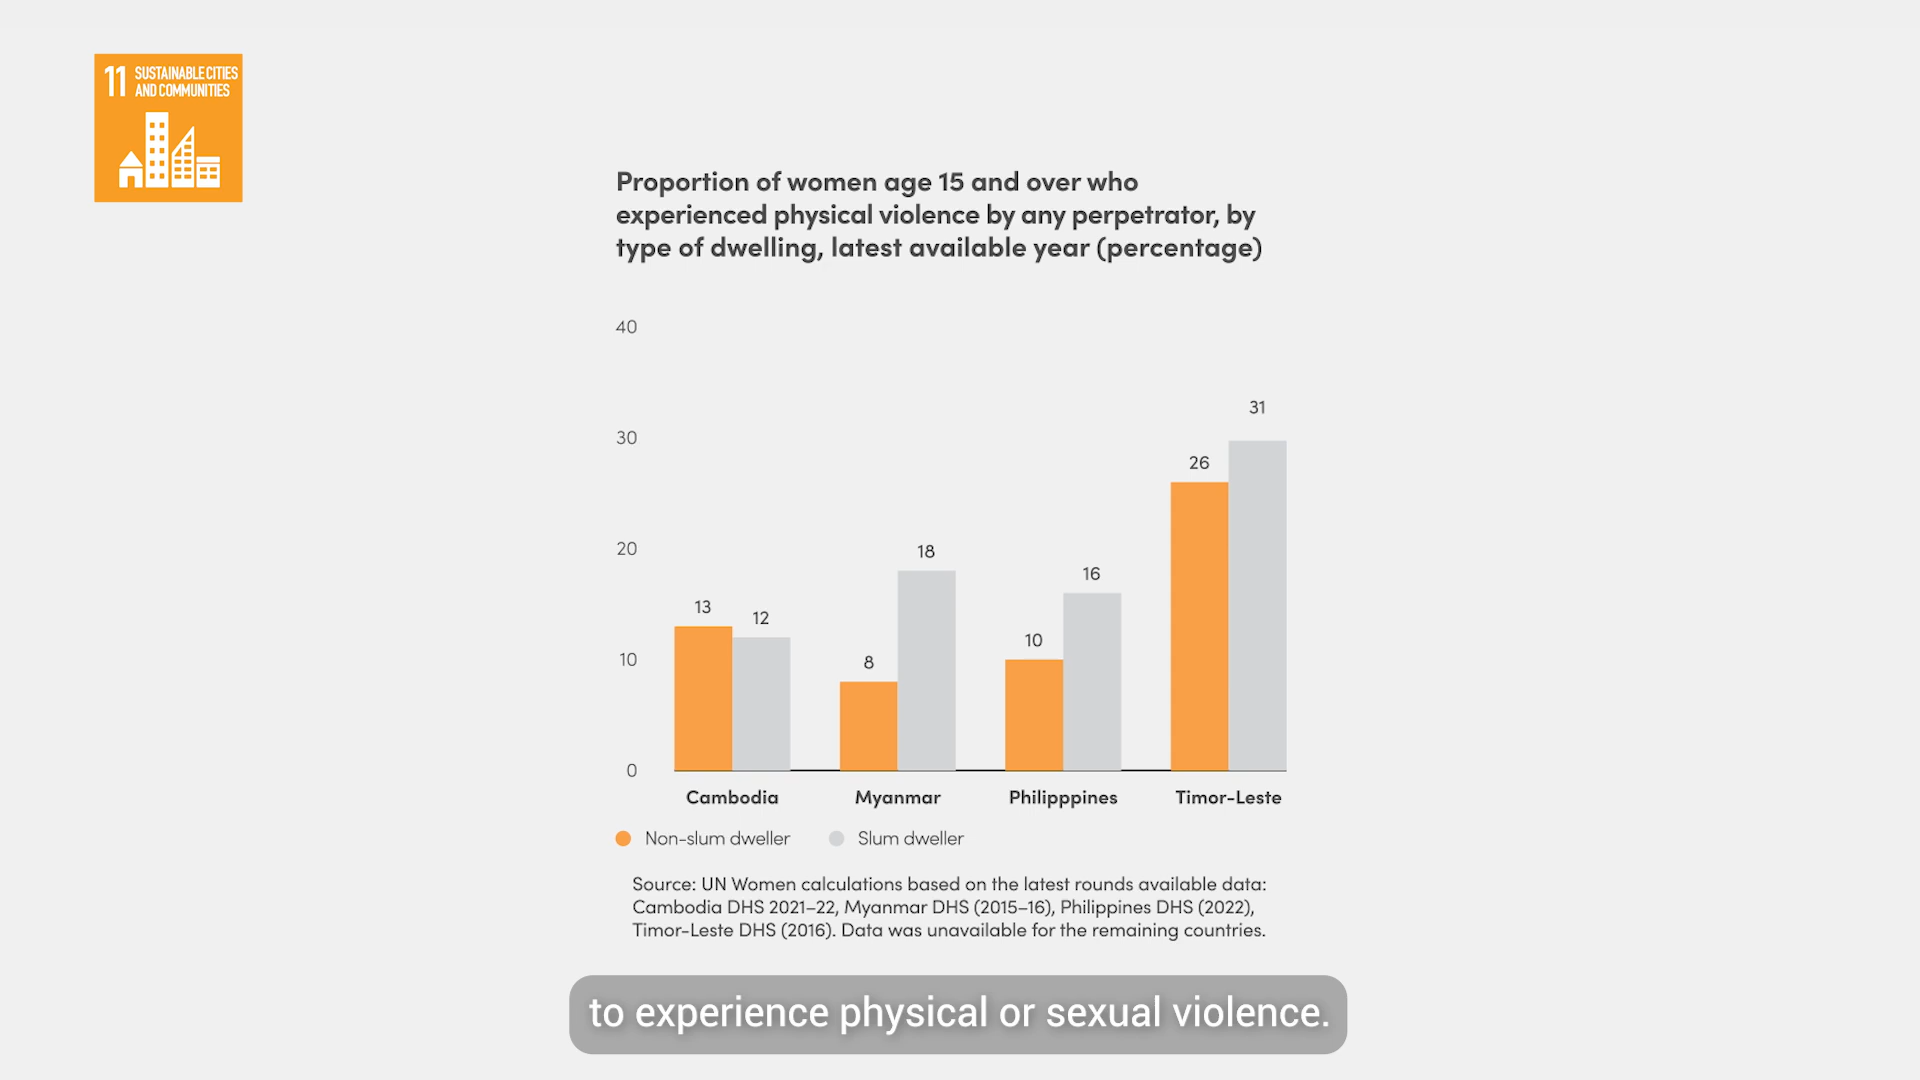 11 SUSTAINABLE CITIES
AND COMMUNITIES
Proportion of women age 15 and over who
experienced physical violence by any perpetrator, by
type of dwelling, latest available year (percentage)
40
30
20
10
0
13
12
8
18
10
16
26
31
Cambodia
Myanmar
Philipppines
Timor-Leste
Non-slum dweller
Slum dweller
Source: UN Women calculations based on the latest rounds available data:
Cambodia DHS 2021–22, Myanmar DHS (2015–16), Philippines DHS (2022),
Timor-Leste DHS (2016). Data was unavailable for the remaining countries.
to experience physical or sexual violence.